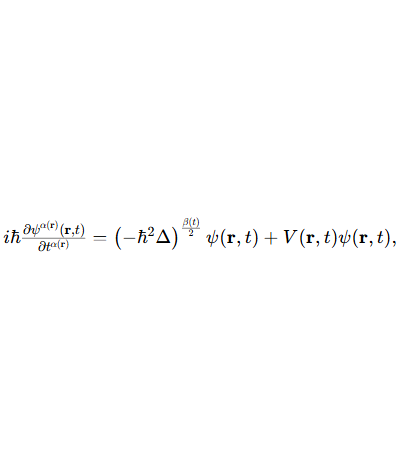 iħ ∂ψ^{α(𝐫)}(𝐫,t) / ∂t^{α(𝐫)} = (−ħ²Δ)^{β(t)/2} ψ(𝐫,t) + V(𝐫,t)ψ(𝐫,t),